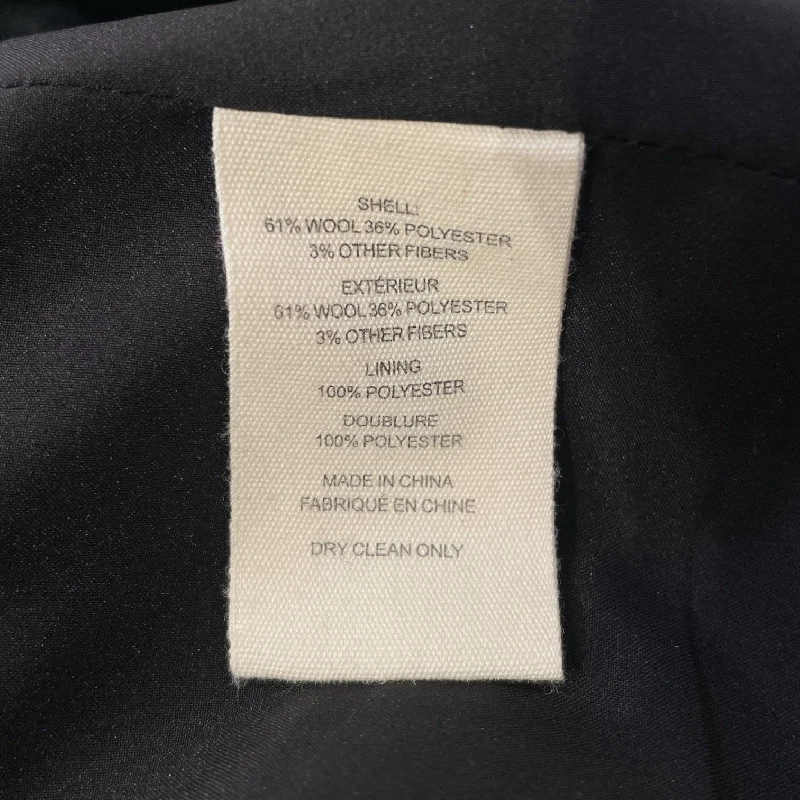 SHELL:
61% WOOL 36% POLYESTER
3% OTHER FIBERS
EXTÉRIEUR
61% WOOL 36% POLYESTER
3% OTHER FIBERS
LINING
100% POLYESTER
DOUBLURE
100% POLYESTER
MADE IN CHINA
FABRIQUÉ EN CHINE
DRY CLEAN ONLY